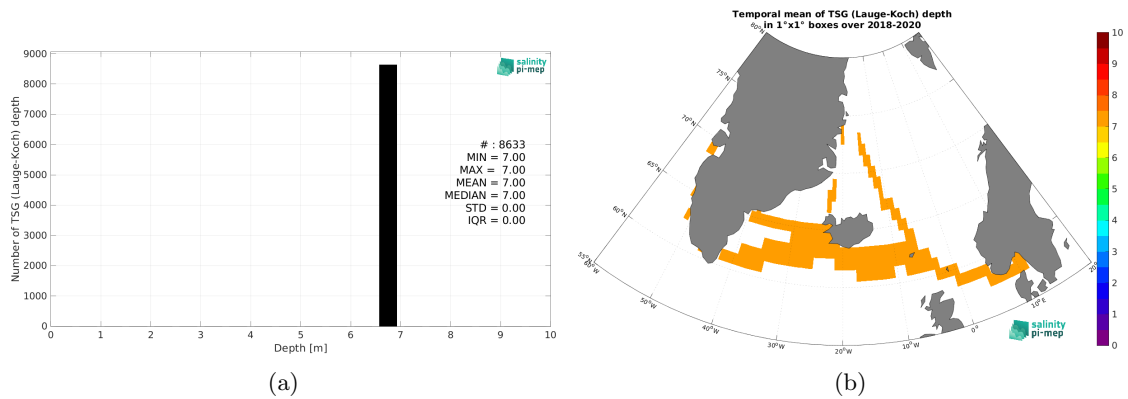 Number of TSG (Lauge-Koch) depth
9000
8000
7000
6000
5000
4000
3000
2000
1000
0
0 1 2 3 4 5 6 7 8 9 10
Depth [m]
salinity
pi-mep
# : 8633
MIN = 7.00
MAX = 7.00
MEAN = 7.00
MEDIAN = 7.00
STD = 0.00
IQR = 0.00
(a)
Temporal mean of TSG (Lauge-Koch) depth
in 1°x1° boxes over 2018-2020
80°N
75°N
70°N
65°N
60°N
55°N
60°W
50°W
40°W
30°W
20°W
10°W
0°
10°E
salinity
pi-mep
10
9
8
7
6
5
4
3
2
1
0
(b)